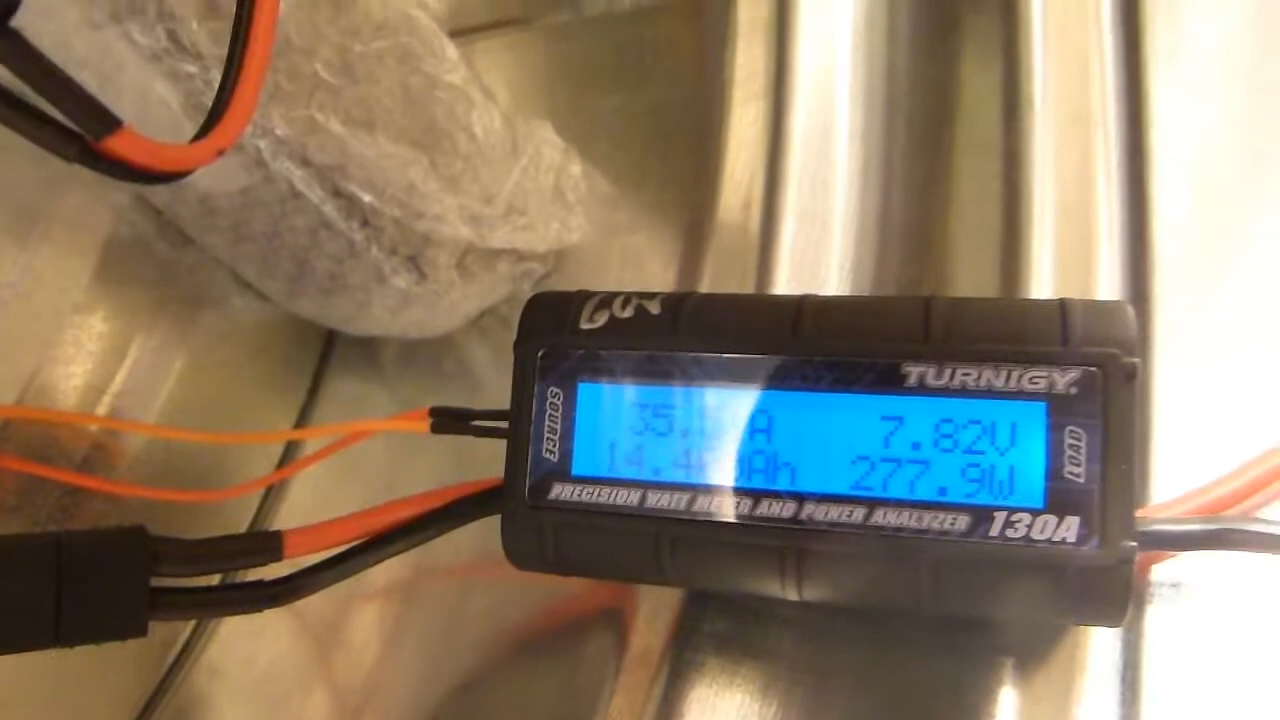 TURNIGY
SOURCE
7.82V
277.9W
LOAD
PRECISION WATT METER AND POWER ANALYZER 130A